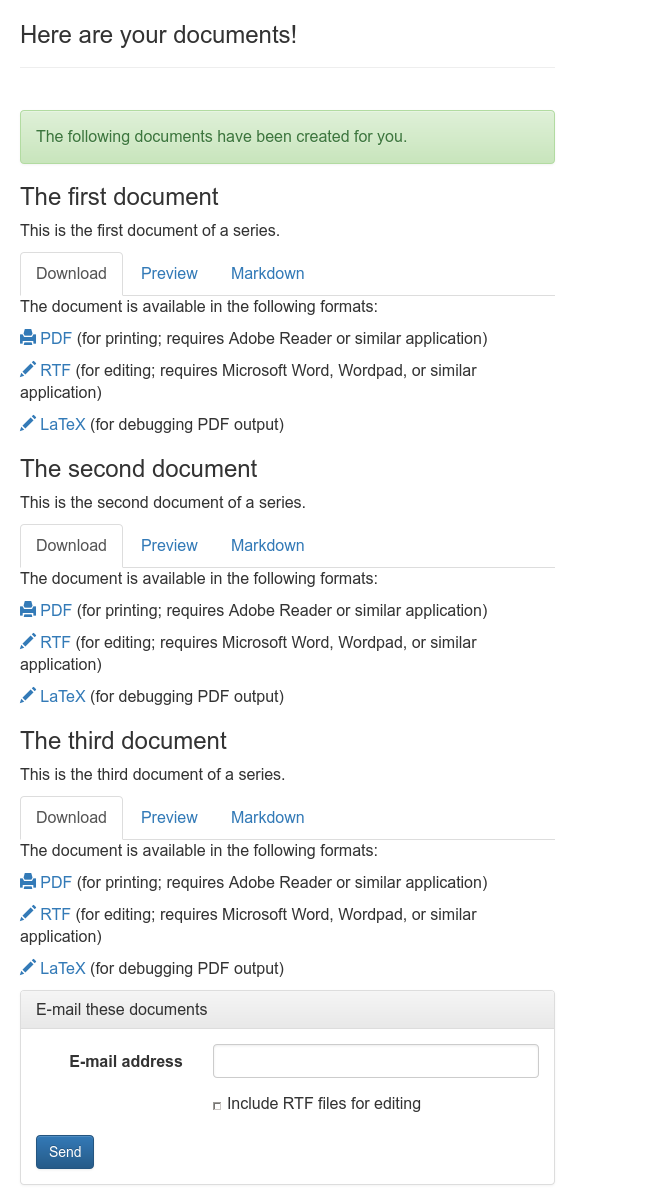 Here are your documents!
The following documents have been created for you.
The first document
This is the first document of a series.
Download Preview Markdown
The document is available in the following formats:
PDF (for printing; requires Adobe Reader or similar application)
RTF (for editing; requires Microsoft Word, Wordpad, or similar
application)
LaTeX (for debugging PDF output)
The second document
This is the second document of a series.
Download Preview Markdown
The document is available in the following formats:
PDF (for printing; requires Adobe Reader or similar application)
RTF (for editing; requires Microsoft Word, Wordpad, or similar
application)
LaTeX (for debugging PDF output)
The third document
This is the third document of a series.
Download Preview Markdown
The document is available in the following formats:
PDF (for printing; requires Adobe Reader or similar application)
RTF (for editing; requires Microsoft Word, Wordpad, or similar
application)
LaTeX (for debugging PDF output)
E-mail these documents
E-mail address
Include RTF files for editing
Send